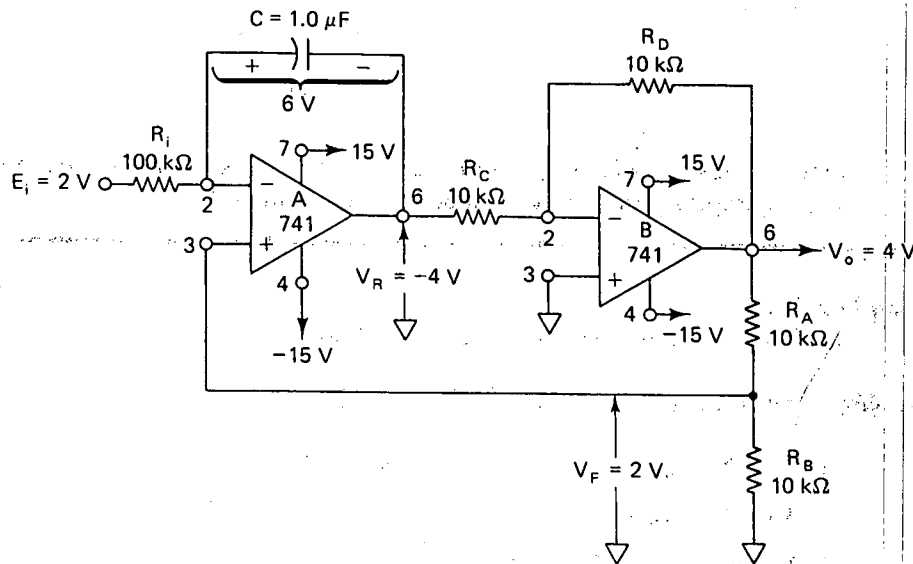 C = 1.0 μF
+ −
6 V
R_D
10 kΩ
R_i
100 kΩ
E_i = 2 V
7
15 V
2
−
A
741
3
+
4
−15 V
6
V_R = −4 V
R_C
10 kΩ
7
15 V
2
−
B
741
3
+
4
−15 V
6
V_o = 4 V
R_A
10 kΩ
V_F = 2 V
R_B
10 kΩ